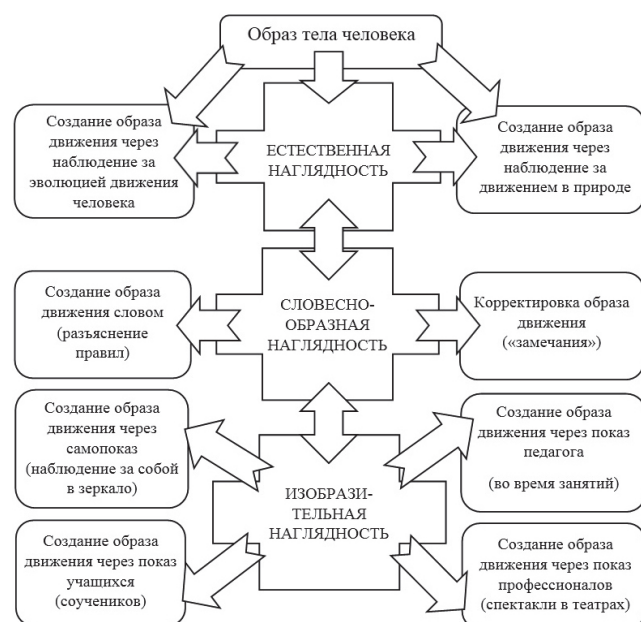 Образ тела человека
Создание образа
движения через
наблюдение за
эволюцией движения
человека
ЕСТЕСТВЕННАЯ
НАГЛЯДНОСТЬ
Создание образа
движения через
наблюдение за
движением в природе
Создание образа
движения словом
(разъяснение
правил)
СЛОВЕСНО-
ОБРАЗНАЯ
НАГЛЯДНОСТЬ
Корректировка образа
движения
(«замечания»)
Создание образа
движения через
самопоказ
(наблюдение за собой
в зеркало)
Создание образа
движения через показ
педагога
(во время занятий)
ИЗОБРАЗИ-
ТЕЛЬНАЯ
НАГЛЯДНОСТЬ
Создание образа
движения через показ
учащихся
(соучеников)
Создание образа
движения через показ
профессионалов
(спектакли в театрах)